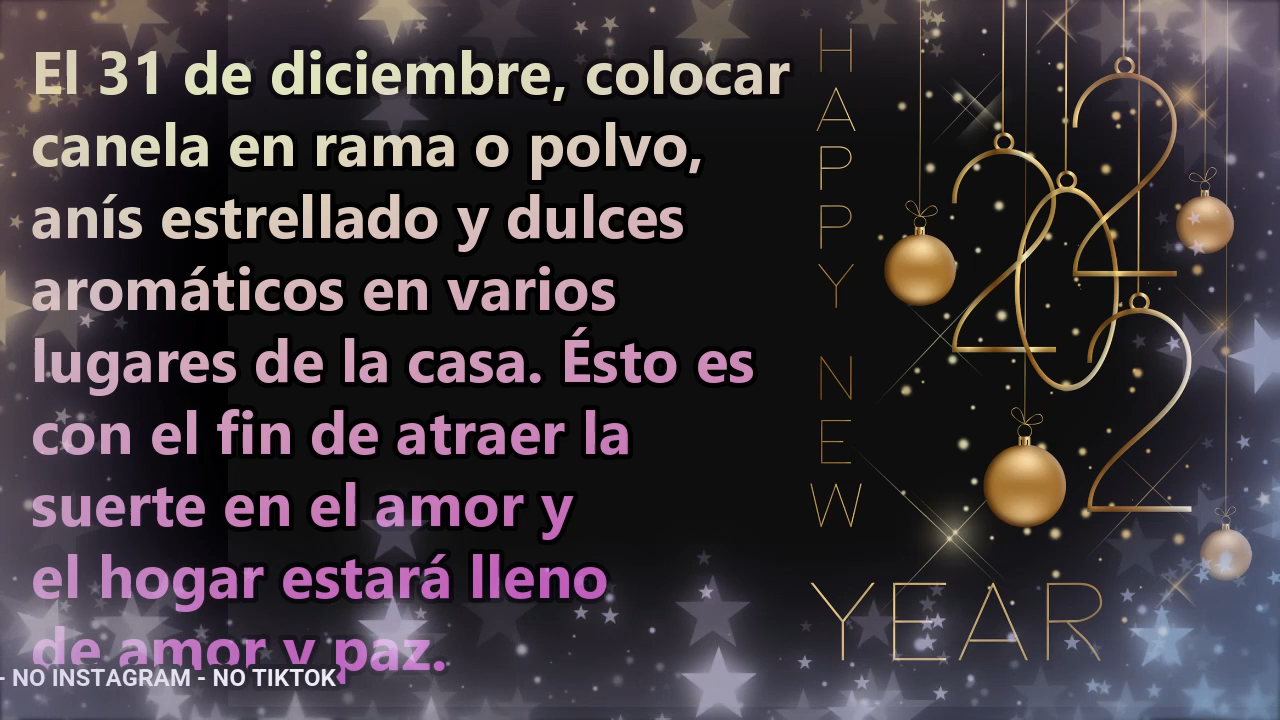 El 31 de diciembre, colocar
canela en rama o polvo,
anís estrellado y dulces
aromáticos en varios
lugares de la casa. Ésto es
con el fin de atraer la
suerte en el amor y
el hogar estará lleno
de amor y paz.
- NO INSTAGRAM - NO TIKTOK
HAPPY
NEW
YEAR
2022